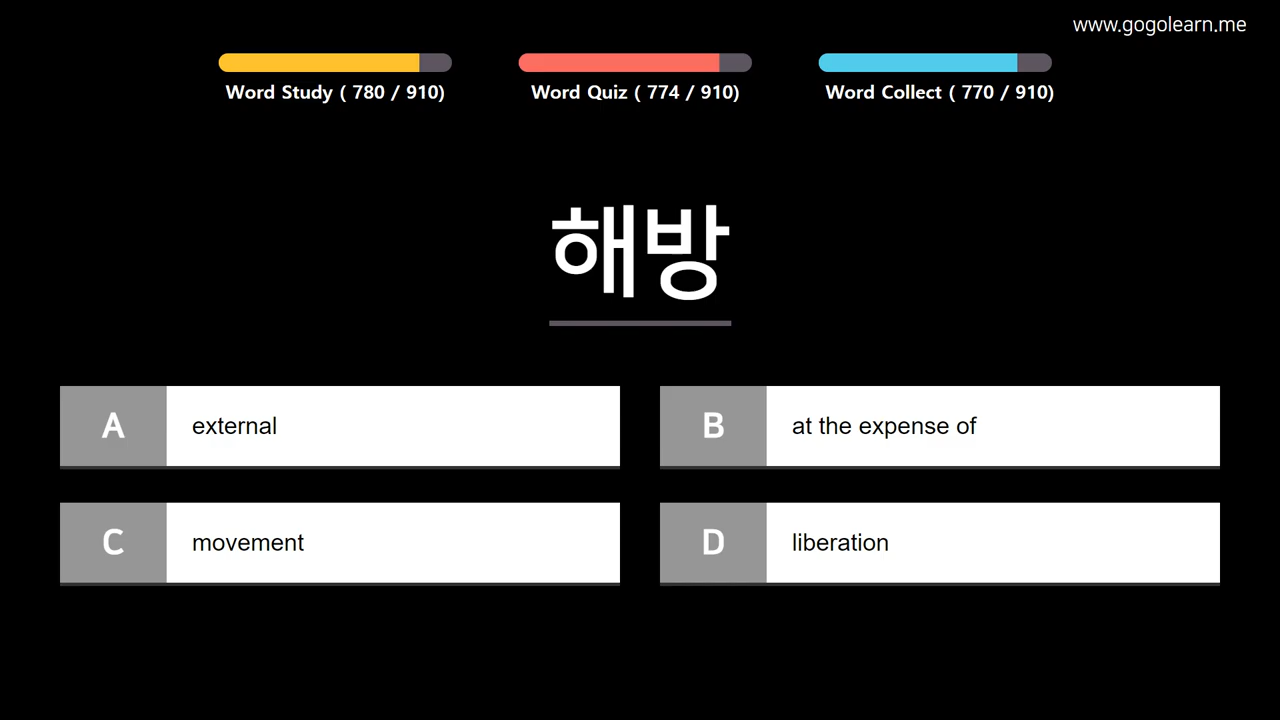 www.gogolearn.me
Word Study ( 780 / 910)
Word Quiz ( 774 / 910)
Word Collect ( 770 / 910)
해방
A external
B at the expense of
C movement
D liberation